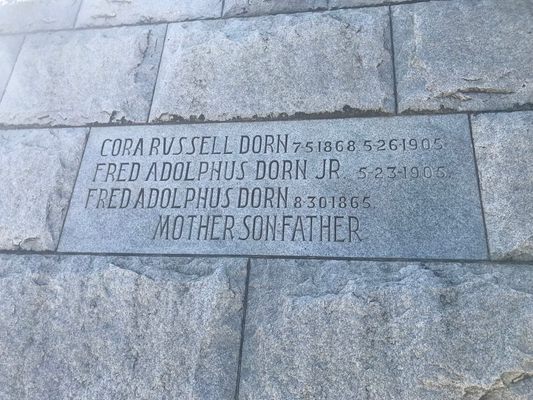 CORA RVSSELL DORN 7·5·1868 5·26·1905
FRED ADOLPHUS DORN JR. 5-23-1905.
FRED ADOLPHUS DORN 8·30·1865.
MOTHER SON·FATHER